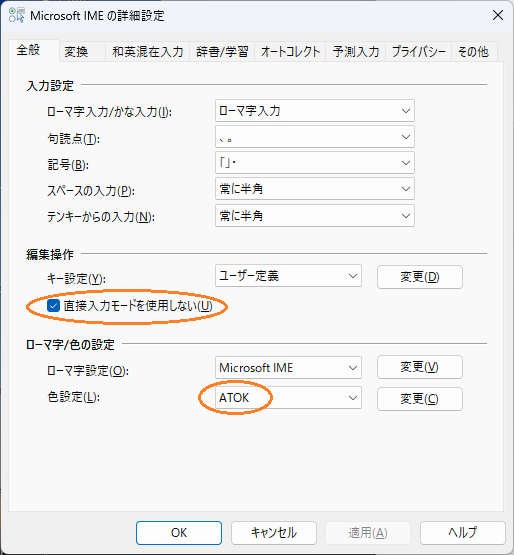 Microsoft IME の詳細設定
全般 変換 和英混在入力 辞書/学習 オートコレクト 予測入力 プライバシー その他
入力設定
ローマ字入力/かな入力(I): ローマ字入力
句読点(T): 、。
記号(B): 「」・
スペースの入力(P): 常に半角
テンキーからの入力(N): 常に半角
編集操作
キー設定(Y): ユーザー定義 変更(D)
直接入力モードを使用しない(U)
ローマ字/色の設定
ローマ字設定(O): Microsoft IME 変更(V)
色設定(L): ATOK 変更(C)
OK キャンセル 適用(A) ヘルプ